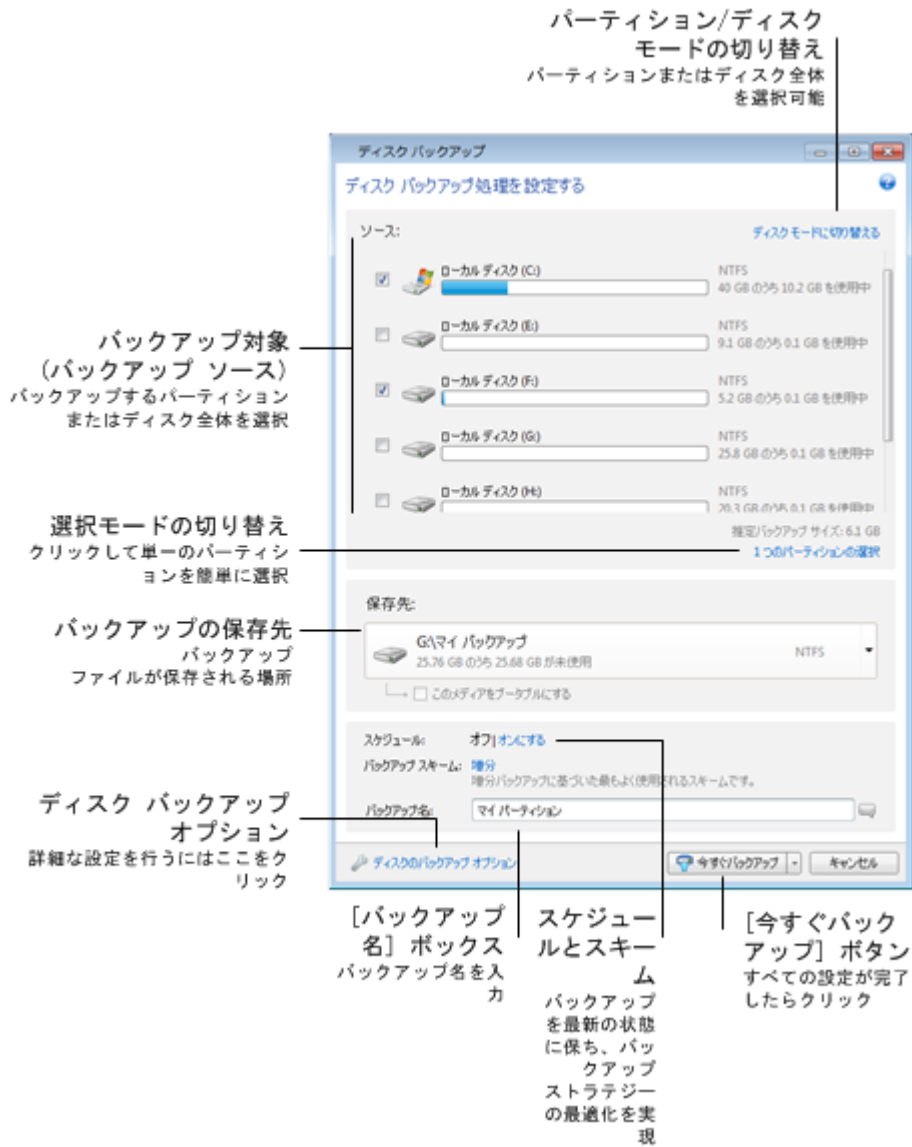 パーティション/ディスク
モードの切り替え
パーティションまたはディスク全体
を選択可能
ディスク バックアップ
ディスク バックアップ処理を設定する
ソース:
ディスク モードに切り替える
ローカル ディスク (C:)
NTFS
40 GB のうち 10.2 GB を使用中
ローカル ディスク (E:)
NTFS
9.1 GB のうち 0.1 GB を使用中
ローカル ディスク (F:)
NTFS
5.2 GB のうち 0.1 GB を使用中
ローカル ディスク (G:)
NTFS
25.8 GB のうち 0.1 GB を使用中
ローカル ディスク (H:)
NTFS
20.3 GB のうち 0.1 GB を使用中
推定バックアップ サイズ: 6.1 GB
1 つのパーティションの選択
バックアップ対象
(バックアップ ソース)
バックアップするパーティション
またはディスク全体を選択
選択モードの切り替え
クリックして単一のパーティシ
ョンを簡単に選択
保存先:
G:\マイ バックアップ
25.76 GB のうち 25.68 GB が未使用
NTFS
このメディアをブータブルにする
バックアップの保存先
バックアップ
ファイルが保存される場所
スケジュール:
オフ|オンにする
バックアップ スキーム:
増分
増分バックアップに基づいた最もよく使用されるスキームです。
バックアップ名:
マイ パーティション
ディスクのバックアップ オプション
今すぐバックアップ
キャンセル
ディスク バックアップ
オプション
詳細な設定を行うにはここをク
リック
[バックアップ
名] ボックス
バックアップ名を入
力
スケジュー
ルとスキー
ム
バックアップ
を最新の状態
に保ち、バッ
クアップ
ストラテジー
の最適化を実
現
[今すぐバック
アップ] ボタン
すべての設定が完了
したらクリック